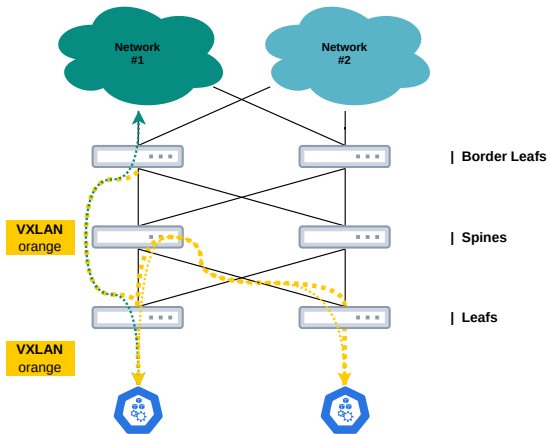 Network
#1
Network
#2
| Border Leafs
VXLAN
orange
| Spines
| Leafs
VXLAN
orange